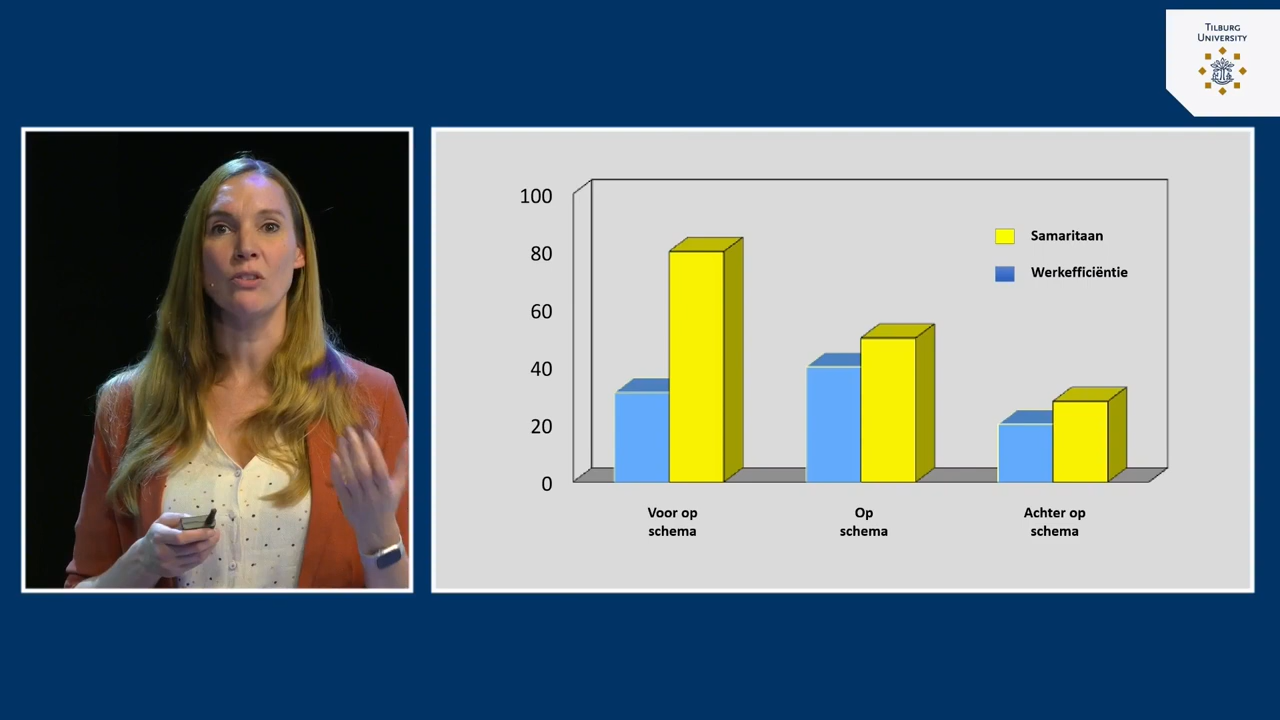 TILBURG
UNIVERSITY
100
80
60
40
20
0
Samaritaan
Werkefficiëntie
Voor op
schema
Op
schema
Achter op
schema